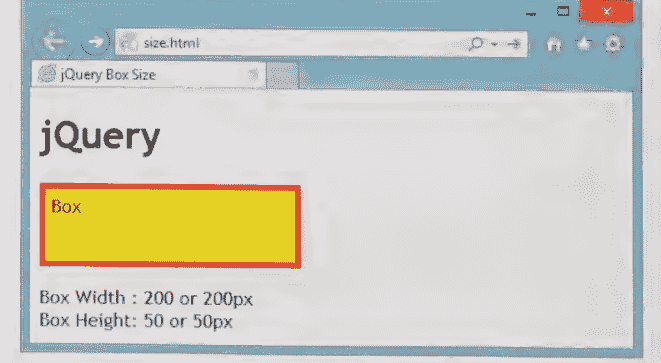 size.html
jQuery Box Size
jQuery
Box
Box Width : 200 or 200px
Box Height: 50 or 50px